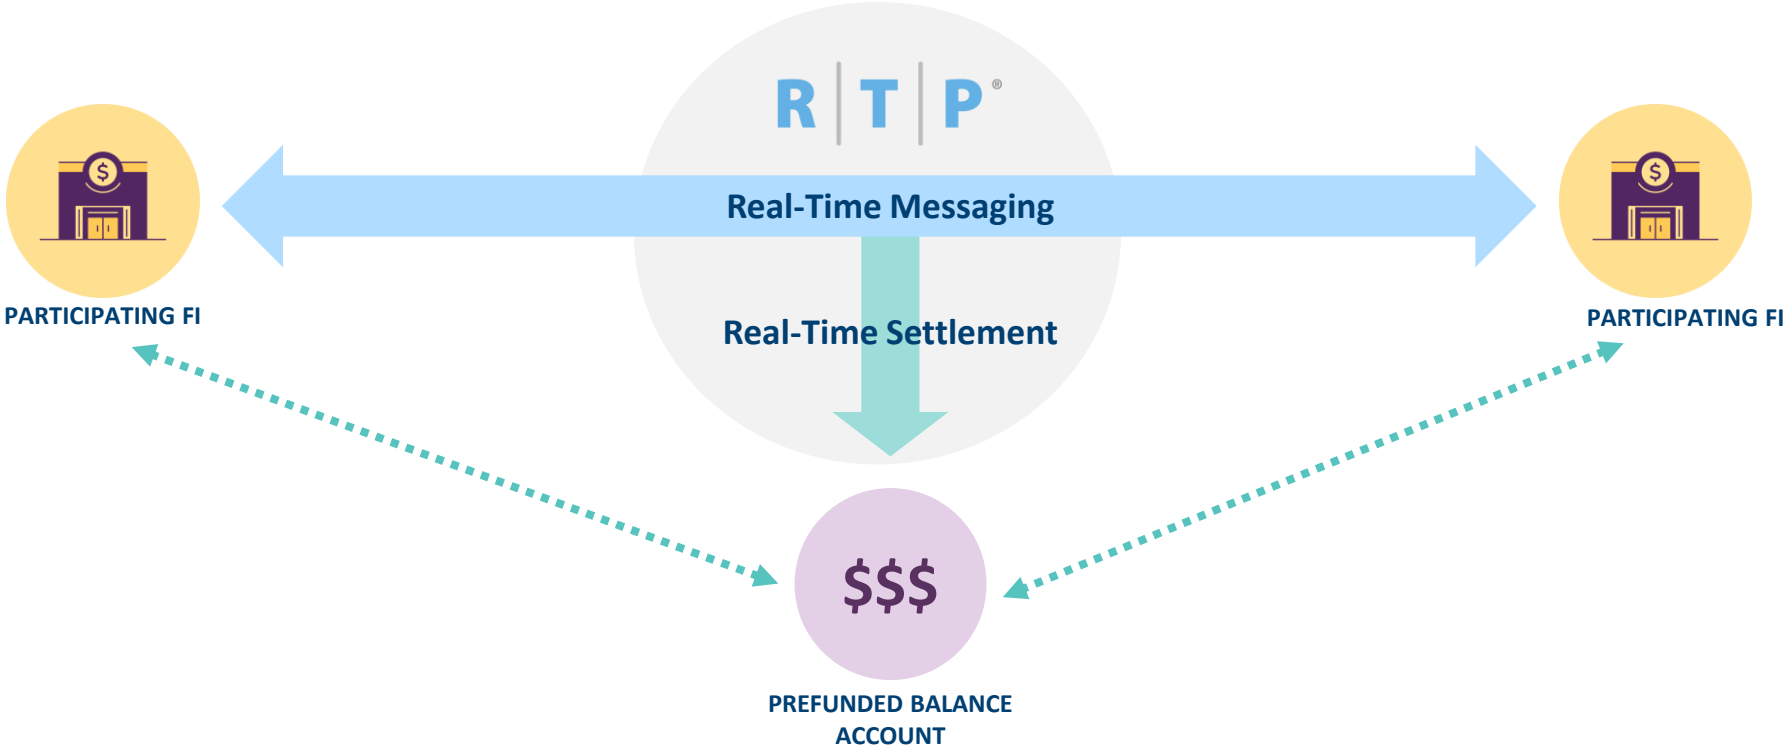 R|T|P®
Real-Time Messaging
PARTICIPATING FI
PARTICIPATING FI
Real-Time Settlement
$$$
PREFUNDED BALANCE
ACCOUNT